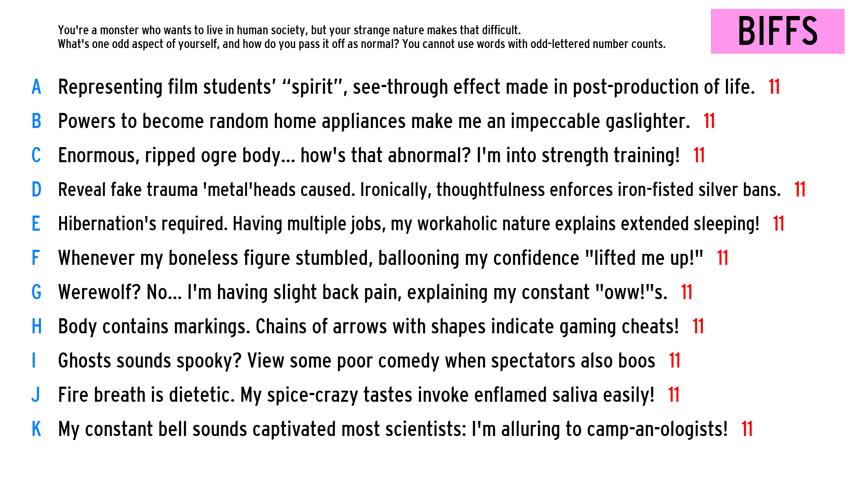 You're a monster who wants to live in human society, but your strange nature makes that difficult.
What's one odd aspect of yourself, and how do you pass it off as normal? You cannot use words with odd-lettered number counts.
BIFFS
A Representing film students' “spirit”, see-through effect made in post-production of life. 11
B Powers to become random home appliances make me an impeccable gaslighter. 11
C Enormous, ripped ogre body... how's that abnormal? I'm into strength training! 11
D Reveal fake trauma 'metal'heads caused. Ironically, thoughtfulness enforces iron-fisted silver bans. 11
E Hibernation's required. Having multiple jobs, my workaholic nature explains extended sleeping! 11
F Whenever my boneless figure stumbled, ballooning my confidence "lifted me up!" 11
G Werewolf? No... I'm having slight back pain, explaining my constant "oww!"s. 11
H Body contains markings. Chains of arrows with shapes indicate gaming cheats! 11
I Ghosts sounds spooky? View some poor comedy when spectators also boos 11
J Fire breath is dietetic. My spice-crazy tastes invoke enflamed saliva easily! 11
K My constant bell sounds captivated most scientists: I'm alluring to camp-an-ologists! 11